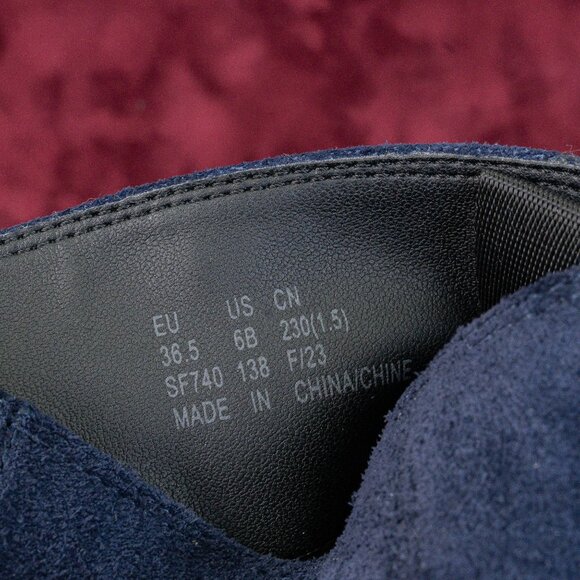 EU US CN
36.5 6B 230(1.5)
SF740 138 F/23
MADE IN CHINA/CHINE